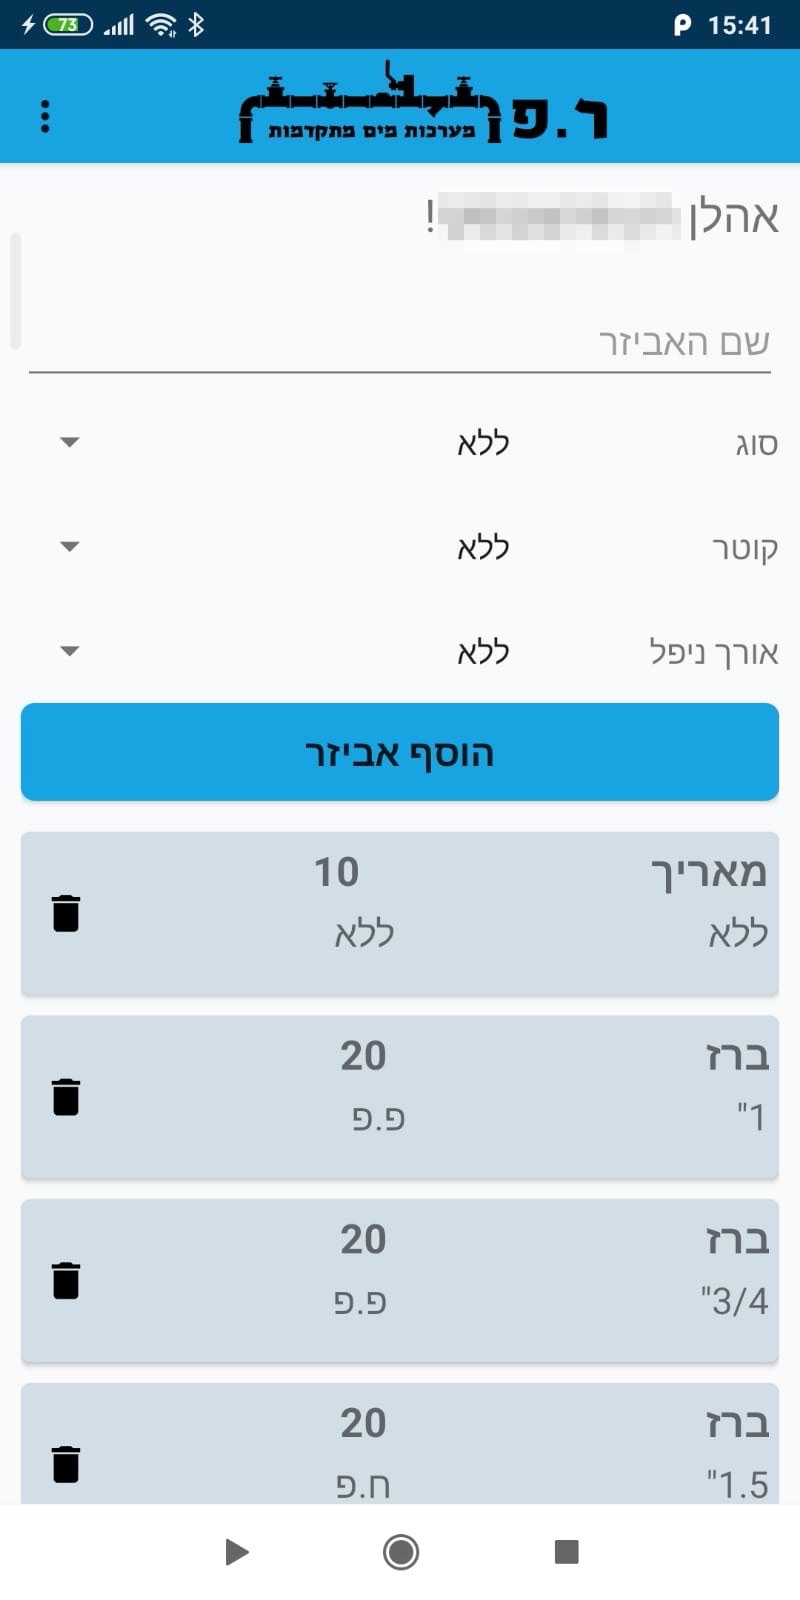 73
15:41
ר.פ
מערכות מים מתקדמות
אהלן !
שם האביזר
סוג ללא
קוטר ללא
אורך ניפל ללא
הוסף אביזר
מאריך 10
ללא ללא
ברז 20
1" פ.פ
ברז 20
3/4" פ.פ
ברז 20
1.5" ח.פ